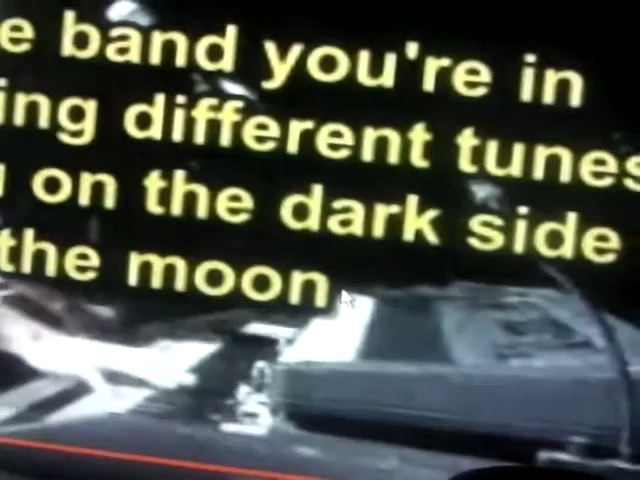 e band you're in
ing different tunes
on the dark side
the moon